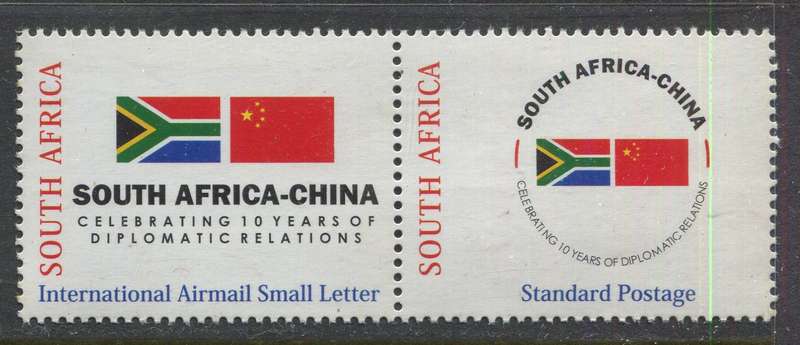 SOUTH AFRICA
SOUTH AFRICA-CHINA
CELEBRATING 10 YEARS OF
DIPLOMATIC RELATIONS
International Airmail Small Letter
SOUTH AFRICA
SOUTH AFRICA-CHINA
CELEBRATING 10 YEARS OF DIPLOMATIC RELATIONS
Standard Postage